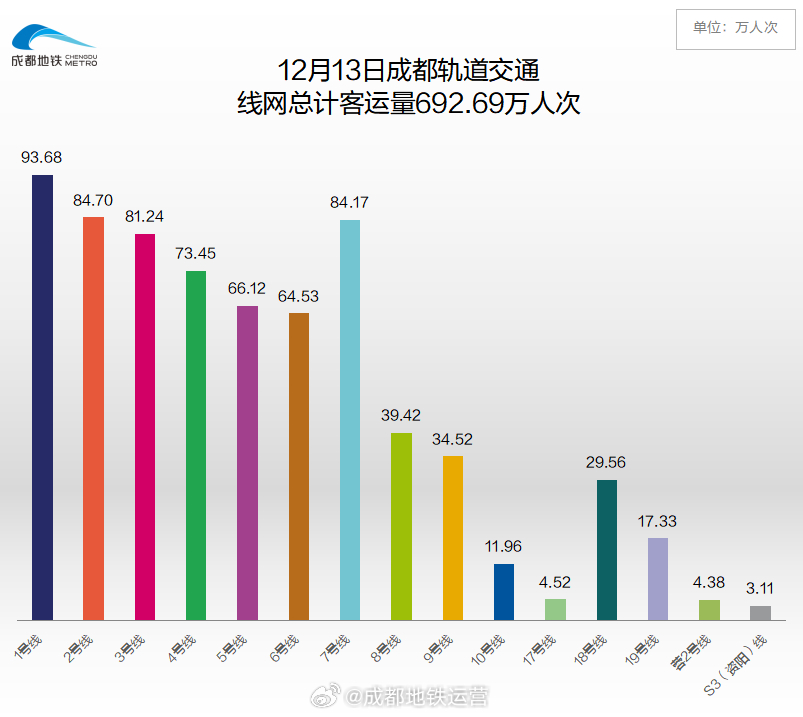 成都地铁 CHENGDU METRO
单位：万人次
12月13日成都轨道交通
线网总计客运量692.69万人次
93.68
84.70
81.24
73.45
66.12
64.53
84.17
39.42
34.52
11.96
4.52
29.56
17.33
4.38
3.11
1号线
2号线
3号线
4号线
5号线
6号线
7号线
8号线
9号线
10号线
17号线
18号线
19号线
蓉2号线
S3（资阳）线
@成都地铁运营